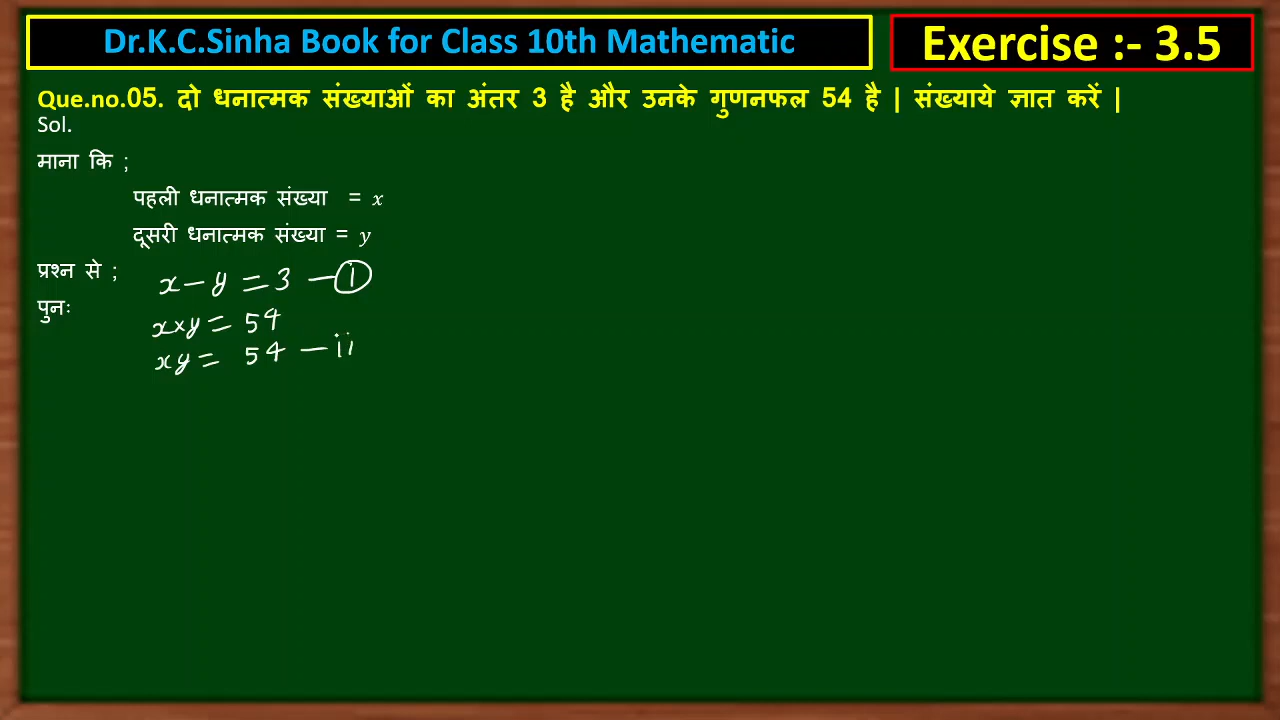 Dr.K.C.Sinha Book for Class 10th Mathematic
Exercise :- 3.5
Que.no.05. दो धनात्मक संख्याओं का अंतर 3 है और उनके गुणनफल 54 है | संख्याये ज्ञात करें |
Sol.
माना कि ;
पहली धनात्मक संख्या = x
दूसरी धनात्मक संख्या = y
प्रश्न से ; x - y = 3 - i
पुनः
x × y = 54
xy = 54 - ii